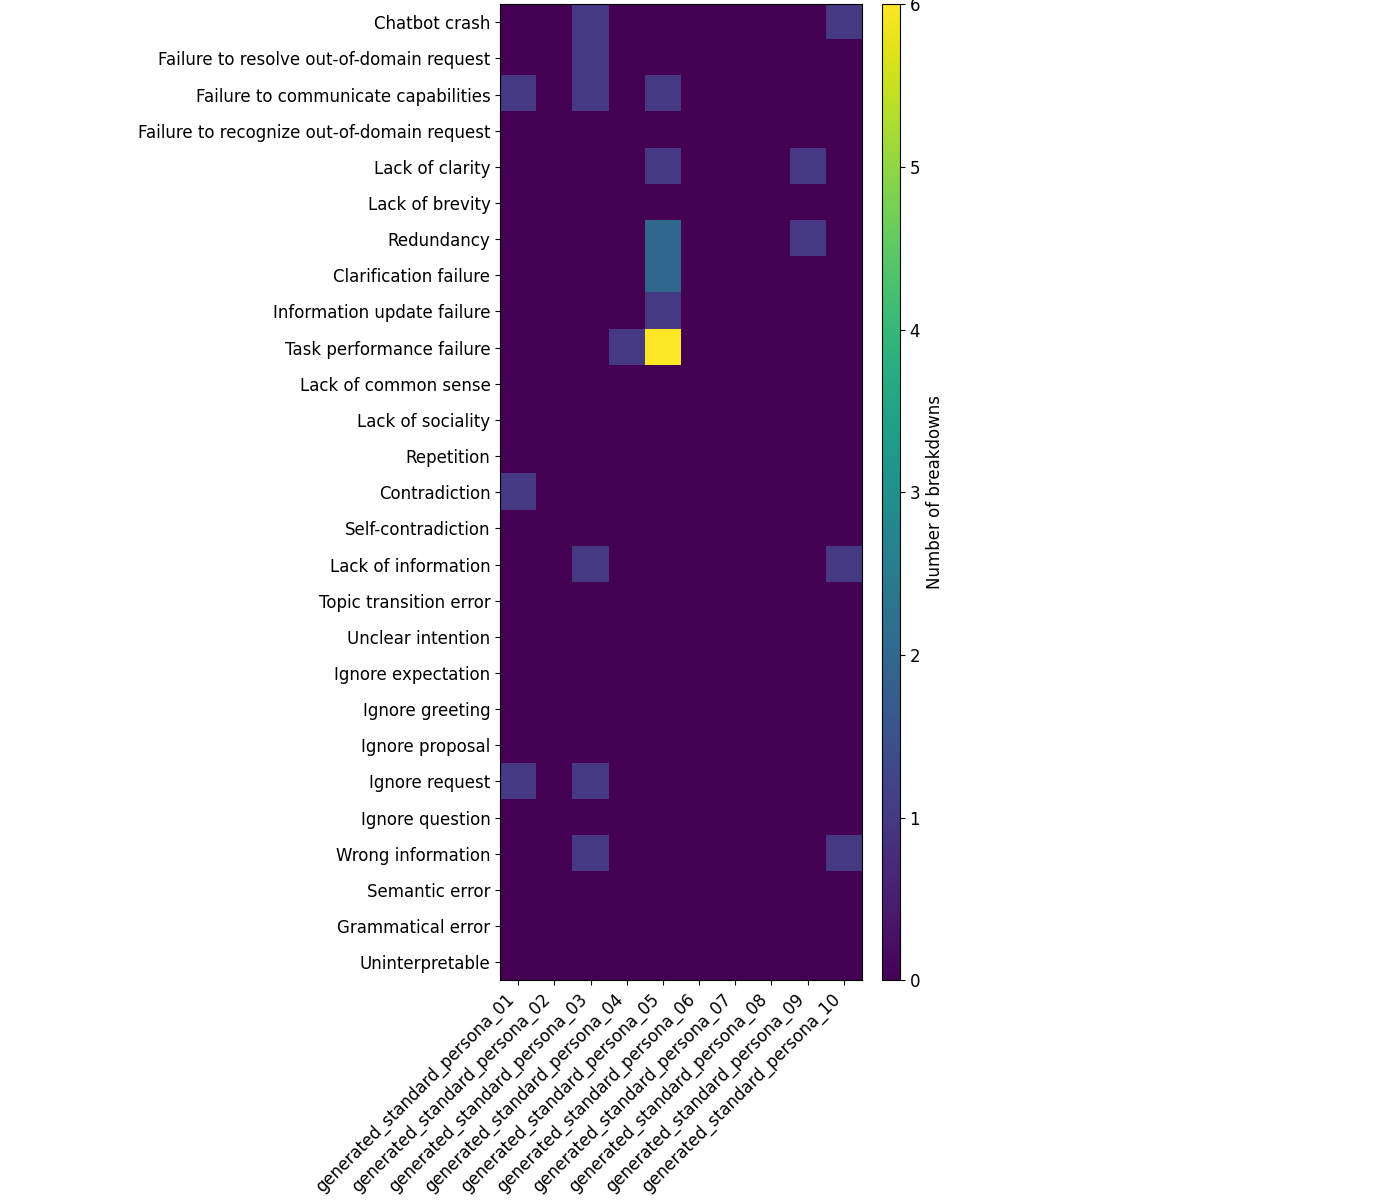 Chatbot crash
Failure to resolve out-of-domain request
Failure to communicate capabilities
Failure to recognize out-of-domain request
Lack of clarity
Lack of brevity
Redundancy
Clarification failure
Information update failure
Task performance failure
Lack of common sense
Lack of sociality
Repetition
Contradiction
Self-contradiction
Lack of information
Topic transition error
Unclear intention
Ignore expectation
Ignore greeting
Ignore proposal
Ignore request
Ignore question
Wrong information
Semantic error
Grammatical error
Uninterpretable
generated_standard_persona_01
generated_standard_persona_02
generated_standard_persona_03
generated_standard_persona_04
generated_standard_persona_05
generated_standard_persona_06
generated_standard_persona_07
generated_standard_persona_08
generated_standard_persona_09
generated_standard_persona_10
6
5
4
3
2
1
0
Number of breakdowns